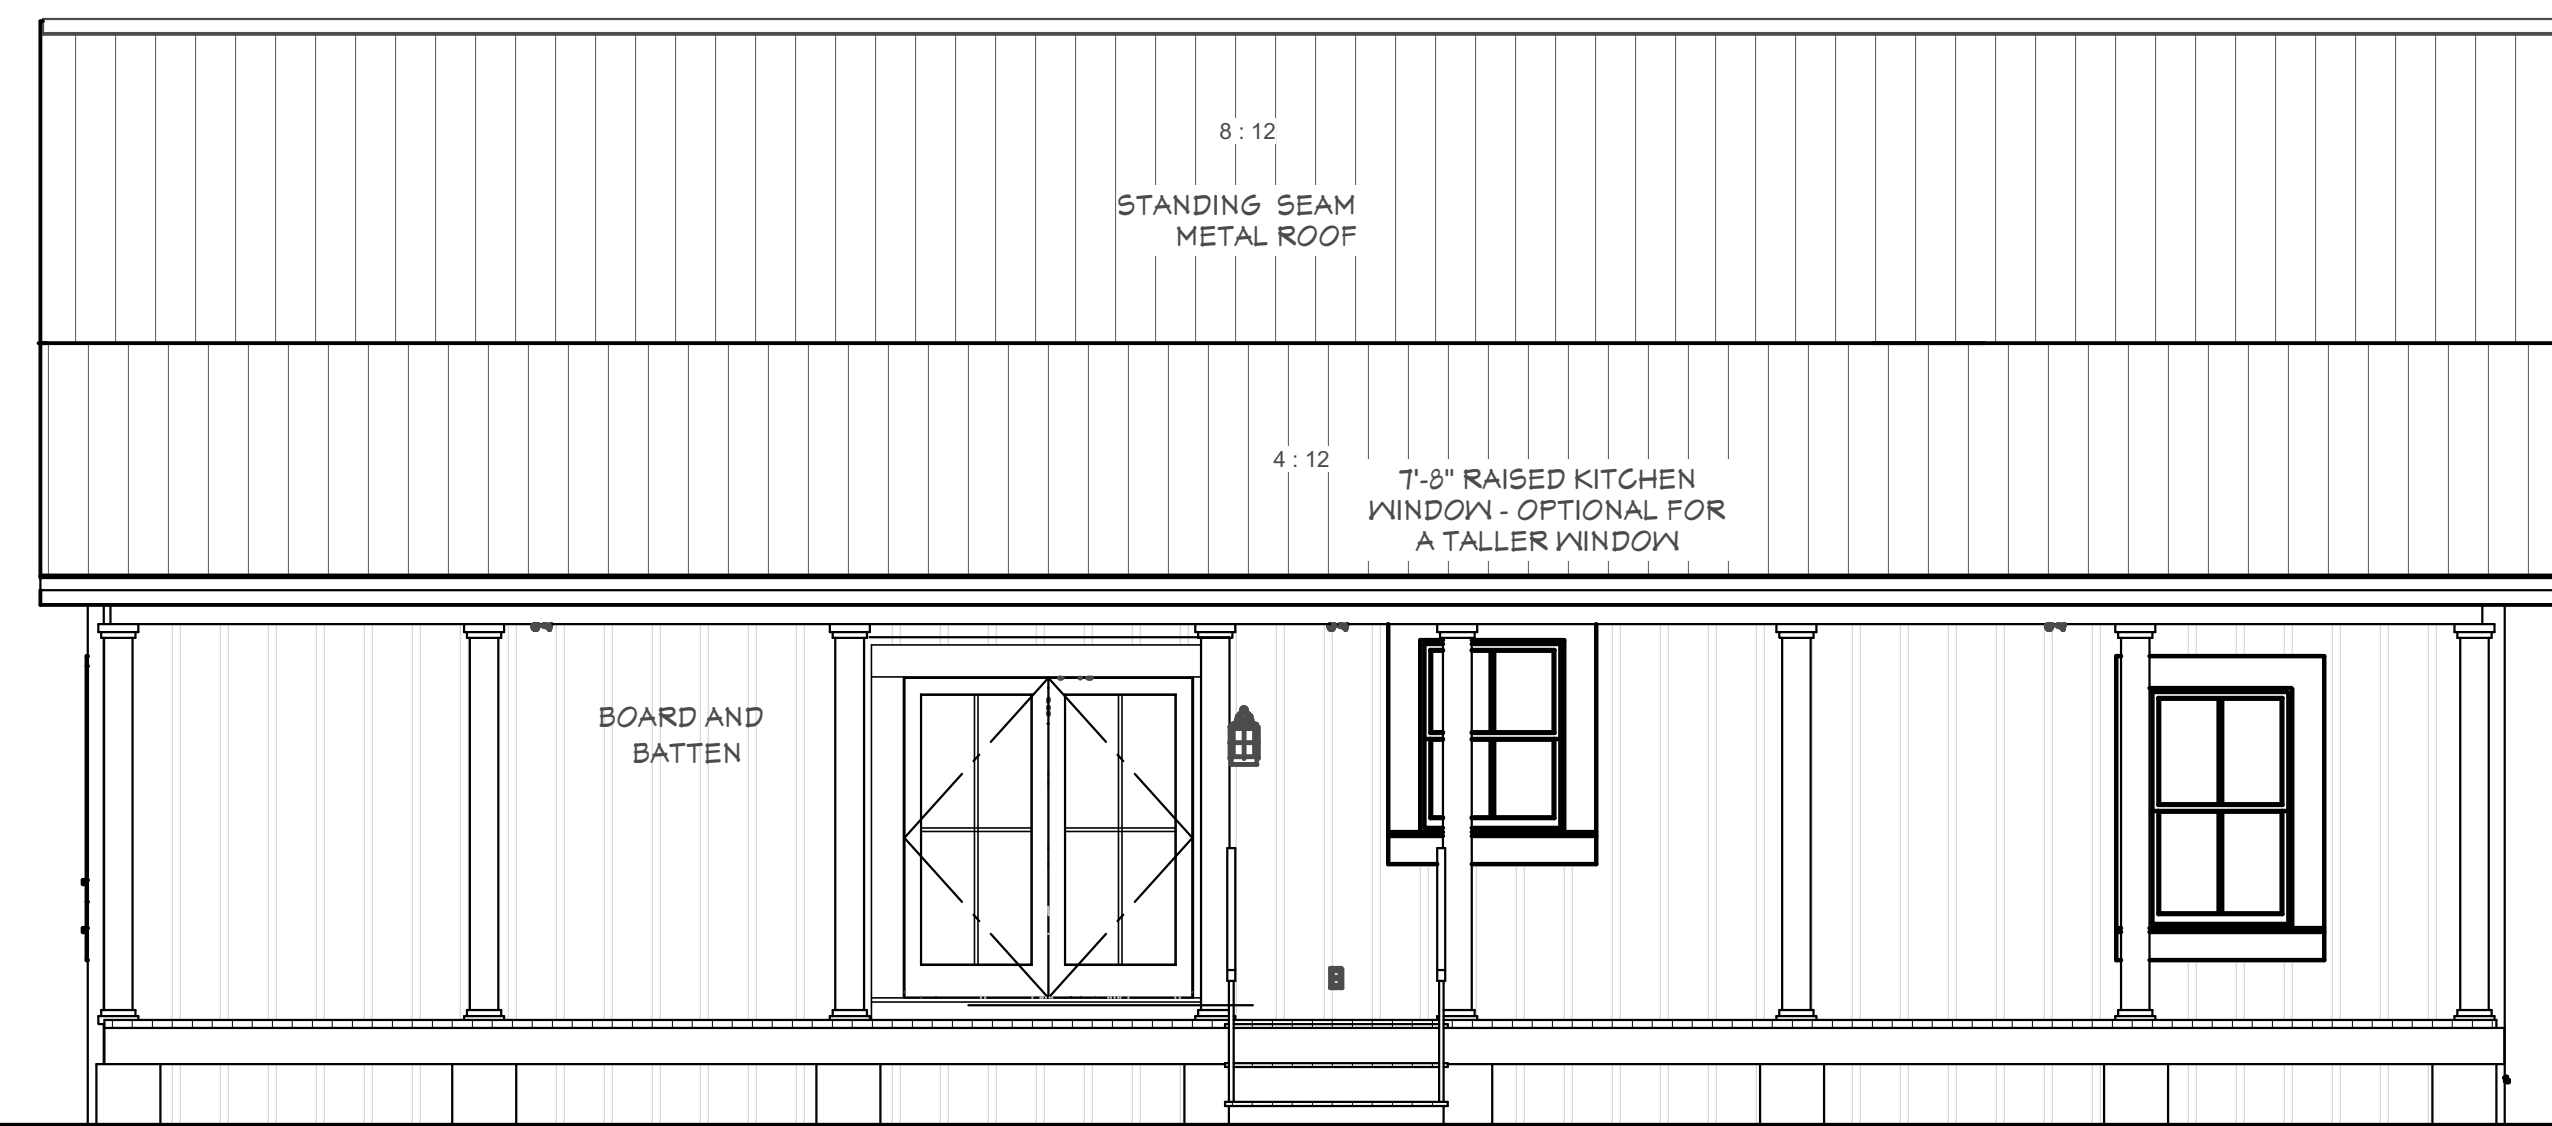 8 : 12
STANDING SEAM
METAL ROOF
4 : 12
7'-8" RAISED KITCHEN
WINDOW - OPTIONAL FOR
A TALLER WINDOW
BOARD AND
BATTEN